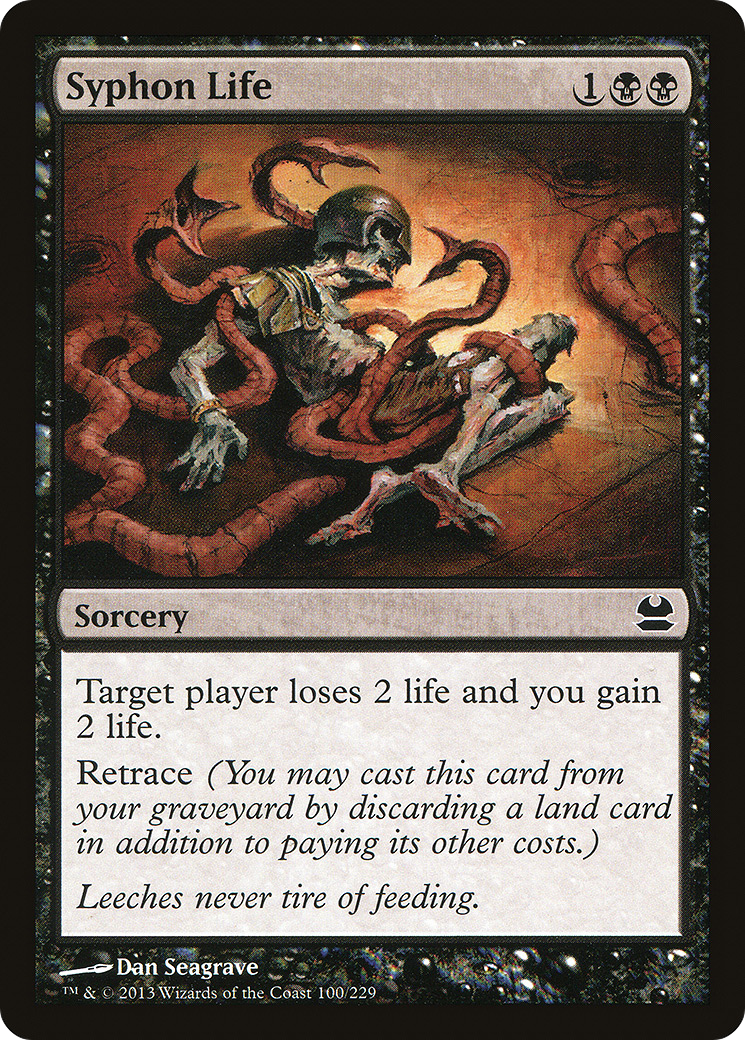 Syphon Life 1
Sorcery
Target player loses 2 life and you gain
2 life.
Retrace (You may cast this card from
your graveyard by discarding a land card
in addition to paying its other costs.)
Leeches never tire of feeding.
Dan Seagrave
™ & © 2013 Wizards of the Coast 100/229